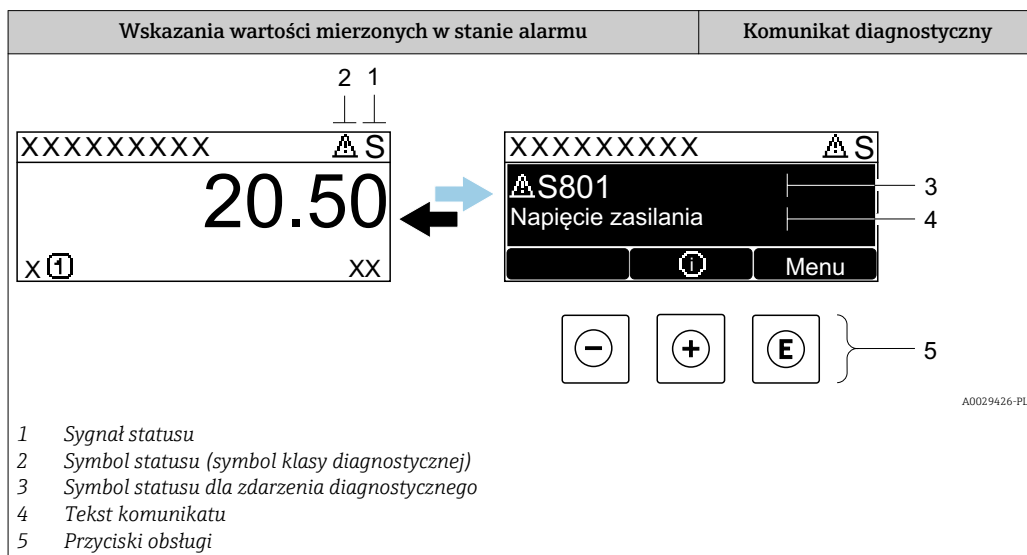 Wskazania wartości mierzonych w stanie alarmu
Komunikat diagnostyczny
2 1
XXXXXXXXX S
20.50
X 1 XX
XXXXXXXXX S
S801
3
Napięcie zasilania
4
i Menu
− + E
5
A0029426-PL
1 Sygnał statusu
2 Symbol statusu (symbol klasy diagnostycznej)
3 Symbol statusu dla zdarzenia diagnostycznego
4 Tekst komunikatu
5 Przyciski obsługi